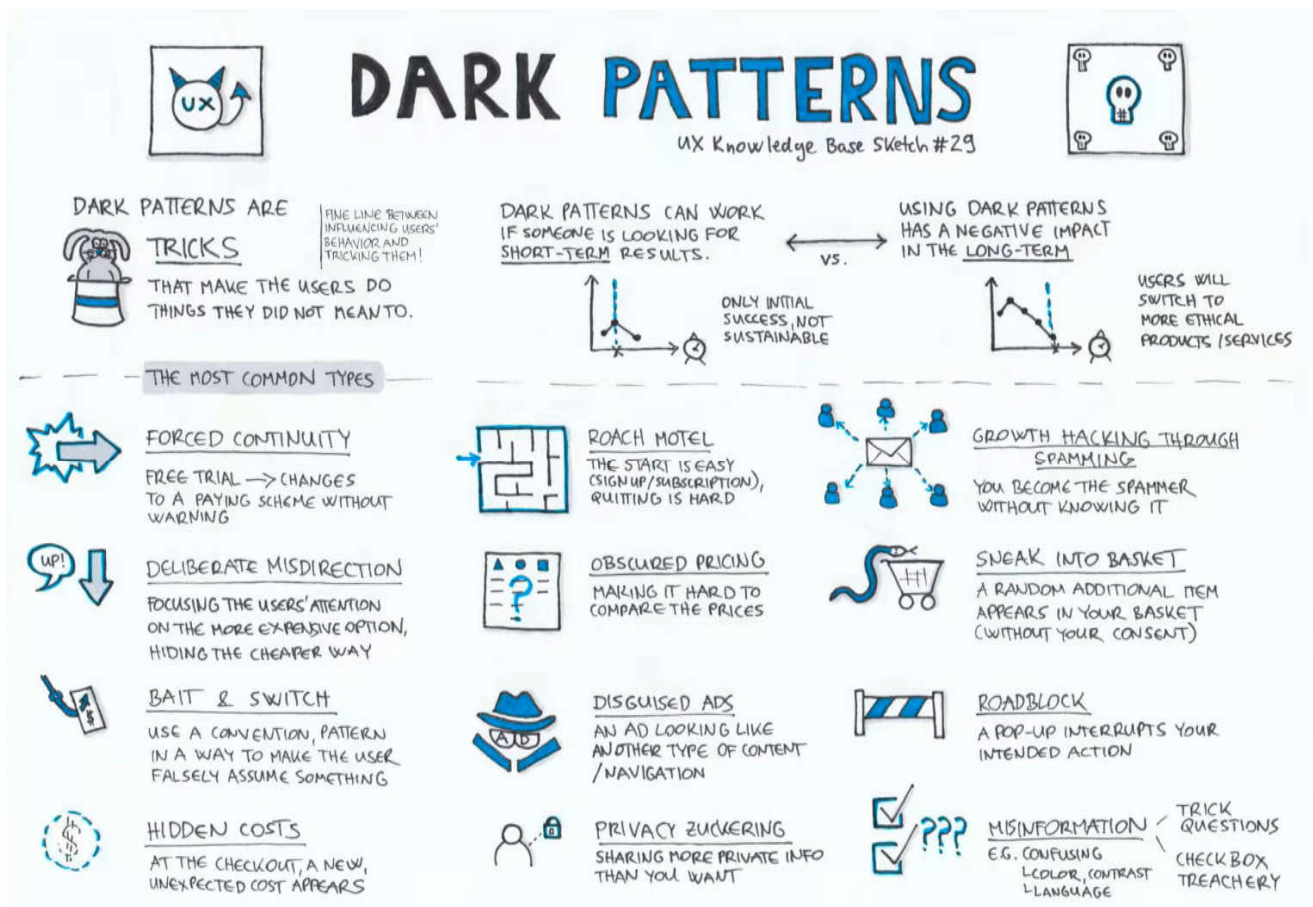 UX
DARK PATTERNS
UX Knowledge Base Sketch #29
#
DARK PATTERNS ARE
TRICKS
THAT MAKE THE USERS DO
THINGS THEY DID NOT MEAN TO.
FINE LINE BETWEEN
INFLUENCING USERS'
BEHAVIOR AND
TRICKING THEM!
DARK PATTERNS CAN WORK
IF SOMEONE IS LOOKING FOR
SHORT-TERM RESULTS.
ONLY INITIAL
SUCCESS, NOT
SUSTAINABLE
VS.
USING DARK PATTERNS
HAS A NEGATIVE IMPACT
IN THE LONG-TERM
USERS WILL
SWITCH TO
MORE ETHICAL
PRODUCTS/SERVICES
THE MOST COMMON TYPES
FORCED CONTINUITY
FREE TRIAL → CHANGES
TO A PAYING SCHEME WITHOUT
WARNING
ROACH MOTEL
THE START IS EASY
(SIGN UP/SUBSCRIPTION),
QUITTING IS HARD
GROWTH HACKING THROUGH
SPAMMING
YOU BECOME THE SPAMMER
WITHOUT KNOWING IT
UP!
DELIBERATE MISDIRECTION
FOCUSING THE USERS' ATTENTION
ON THE MORE EXPENSIVE OPTION,
HIDING THE CHEAPER WAY
?
OBSCURED PRICING
MAKING IT HARD TO
COMPARE THE PRICES
SNEAK INTO BASKET
A RANDOM ADDITIONAL ITEM
APPEARS IN YOUR BASKET
(WITHOUT YOUR CONSENT)
BAIT & SWITCH
USE A CONVENTION, PATTERN
IN A WAY TO MAKE THE USER
FALSELY ASSUME SOMETHING
AD
DISGUISED ADS
AN AD LOOKING LIKE
ANOTHER TYPE OF CONTENT
/NAVIGATION
ROADBLOCK
A POP-UP INTERRUPTS YOUR
INTENDED ACTION
$
HIDDEN COSTS
AT THE CHECKOUT, A NEW,
UNEXPECTED COST APPEARS
PRIVACY ZUCKERING
SHARING MORE PRIVATE INFO
THAN YOU WANT
???
MISINFORMATION
E.G. CONFUSING
COLOR, CONTRAST
LANGUAGE
TRICK
QUESTIONS
CHECKBOX
TREACHERY